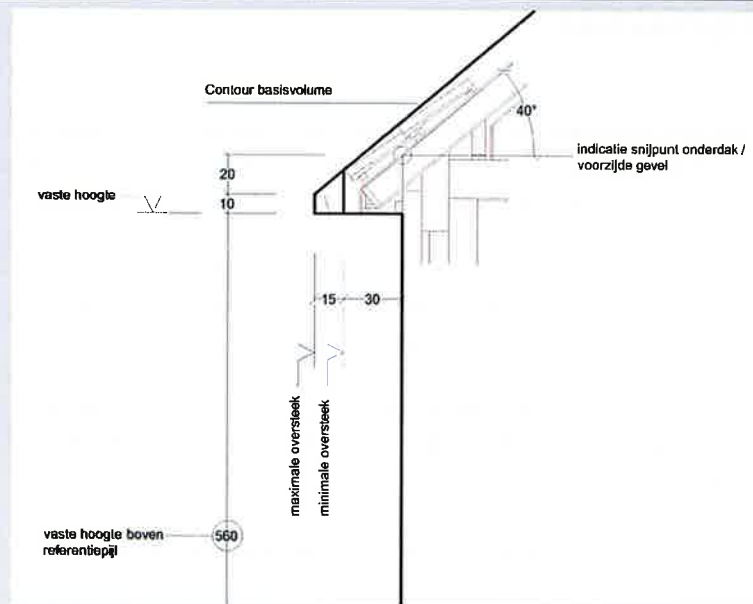 Contour basisvolume
40°
indicatie snijpunt onderdak /
voorzijde gevel
20
vaste hoogte
10
15
30
maximale oversteek
minimale oversteek
vaste hoogte boven
referentiepijl
560